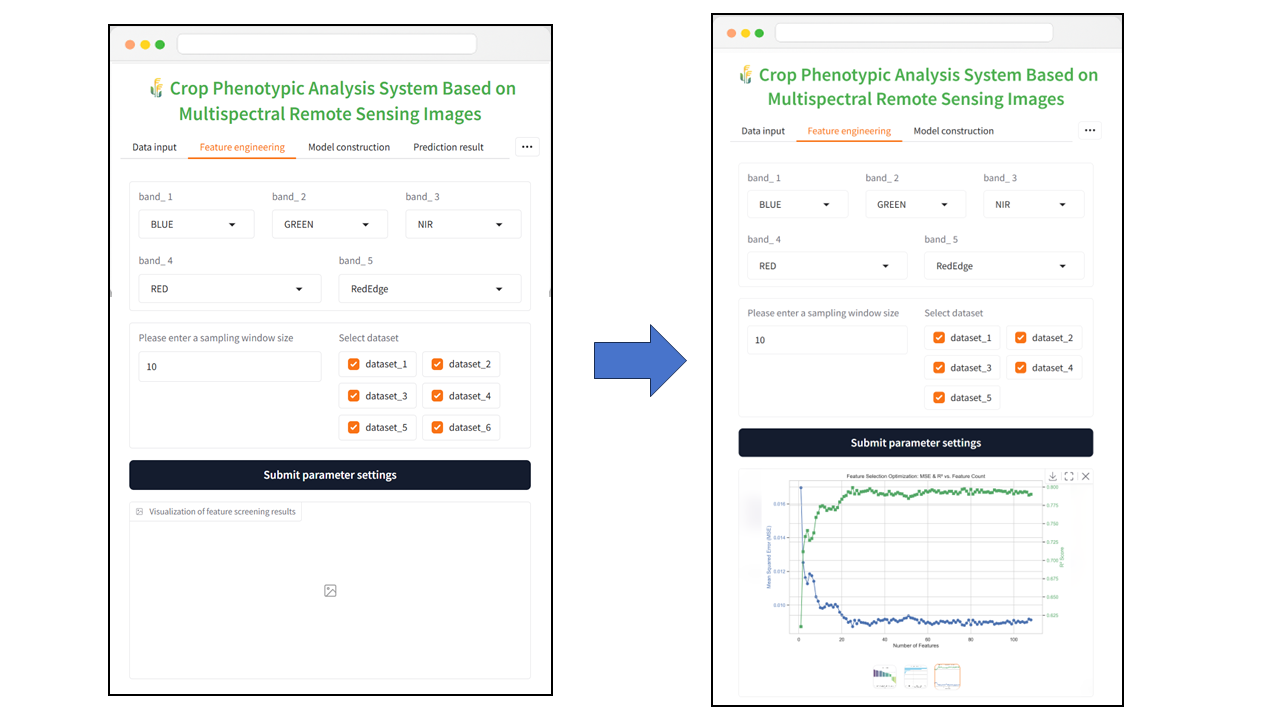 Crop Phenotypic Analysis System Based on
Multispectral Remote Sensing Images
Data input Feature engineering Model construction Prediction result
band_ 1 band_ 2 band_ 3
BLUE GREEN NIR
band_ 4 band_ 5
RED RedEdge
Please enter a sampling window size Select dataset
10 dataset_1 dataset_2
dataset_3 dataset_4
dataset_5 dataset_6
Submit parameter settings
Visualization of feature screening results
Crop Phenotypic Analysis System Based on
Multispectral Remote Sensing Images
Data input Feature engineering Model construction
band_ 1 band_ 2 band_ 3
BLUE GREEN NIR
band_ 4 band_ 5
RED RedEdge
Please enter a sampling window size Select dataset
10 dataset_1 dataset_2
dataset_3 dataset_4
dataset_5
Submit parameter settings
Feature Selection Optimization: MSE & R² vs. Feature Count
Mean Squared Error (MSE)
0.016
0.014
0.012
0.010
0.800
0.775
0.750
0.725
0.700
0.675
0.650
0.625
R² Score
0 20 40 60 80 100
Number of Features